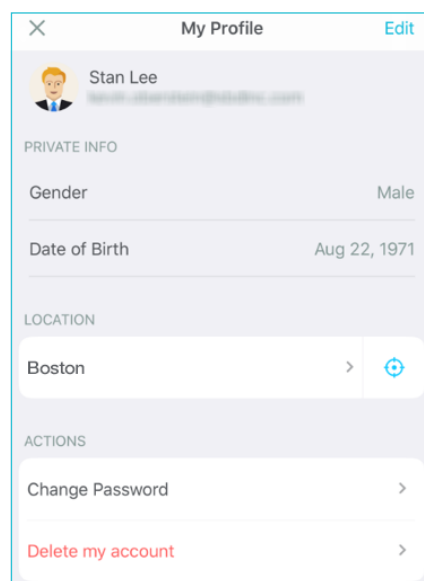 My Profile Edit
Stan Lee
PRIVATE INFO
Gender Male
Date of Birth Aug 22, 1971
LOCATION
Boston
ACTIONS
Change Password
Delete my account